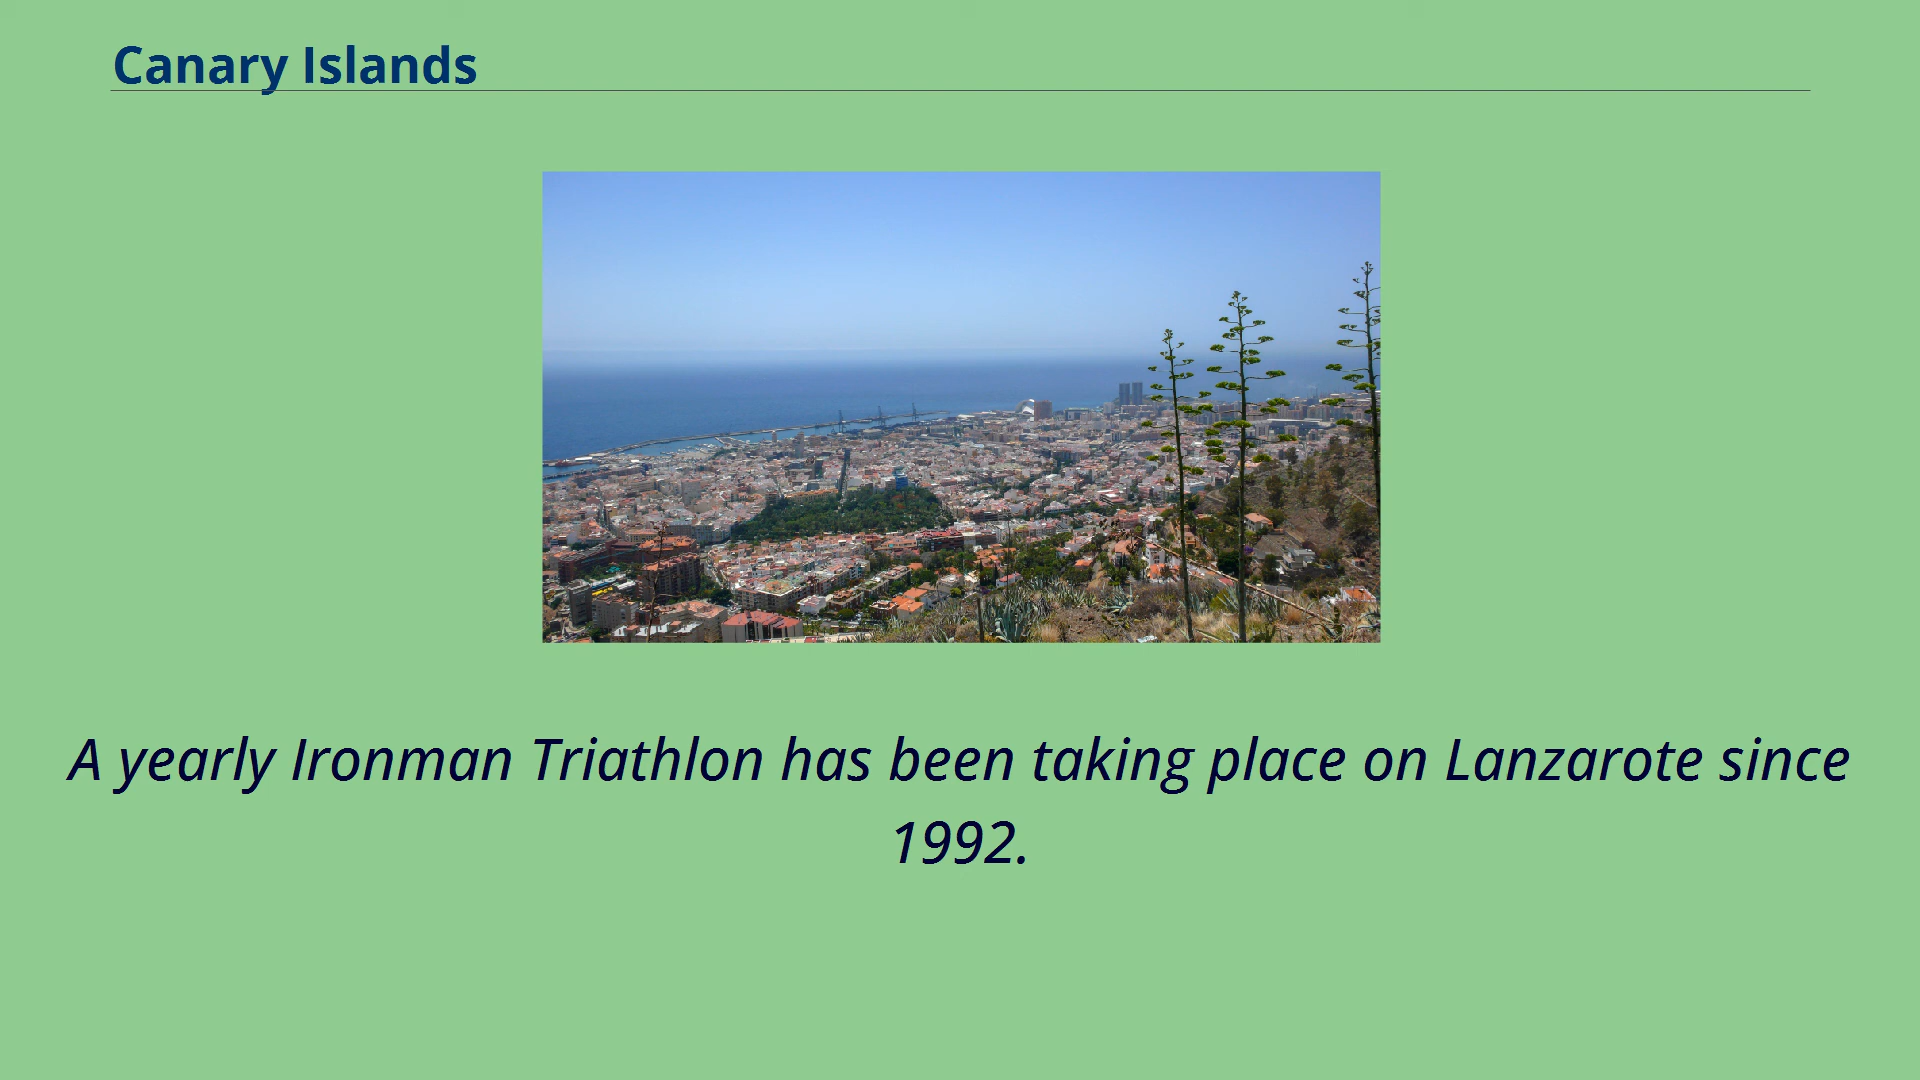 Canary Islands
A yearly Ironman Triathlon has been taking place on Lanzarote since
1992.